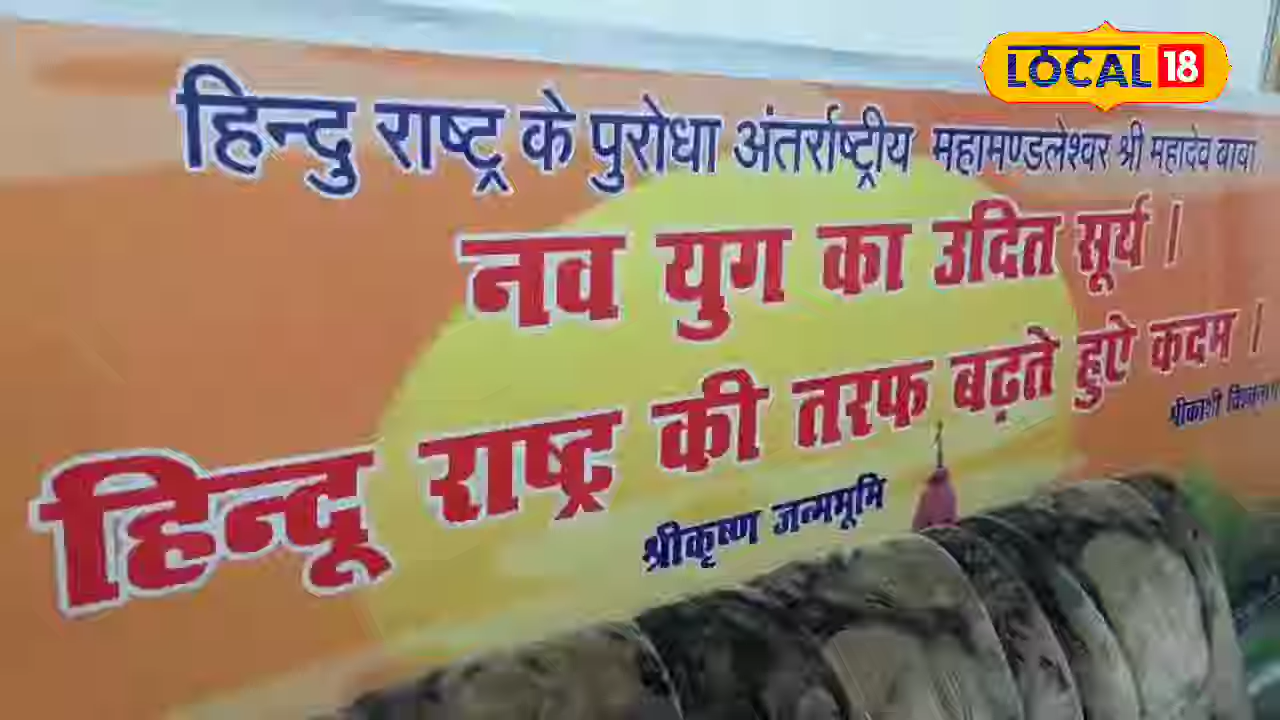 LOCAL 18
हिन्दु राष्ट्र के पुरोधा अंतर्राष्ट्रीय महामण्डलेश्वर श्री महादेव बाबा
नव युग का उदित सूर्य।
हिन्दू राष्ट्र की तरफ बढ़ते हुऐ कदम।
श्रीकाशी
श्रीकृष्ण जन्मभूमि